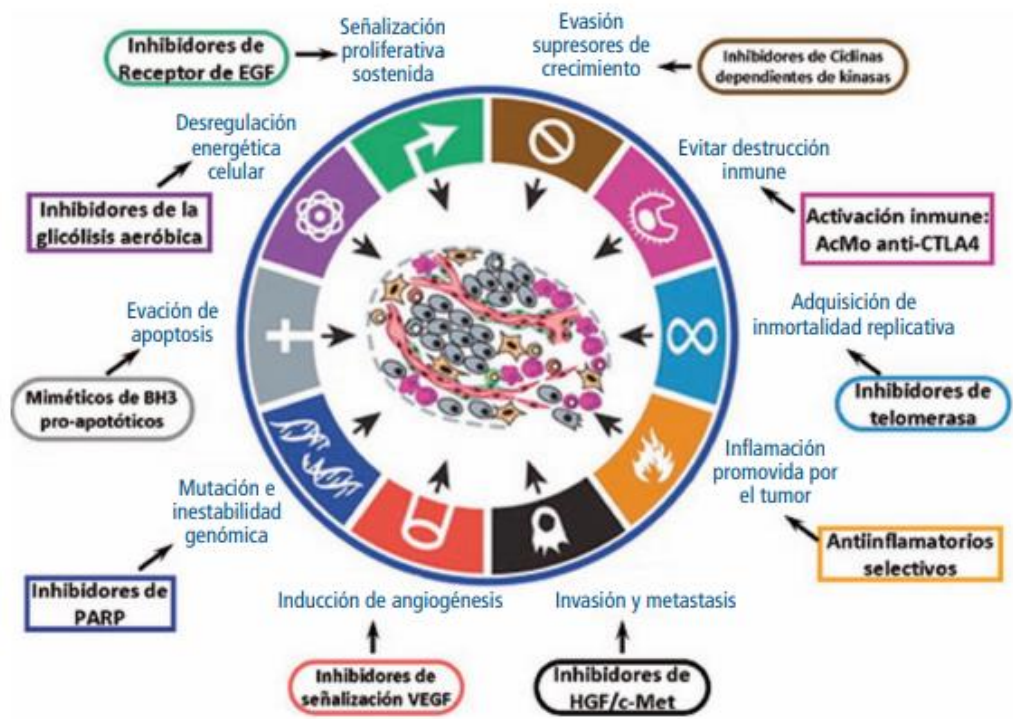 Inhibidores de
Receptor de EGF
Señalización
proliferativa
sostenida
Evasión
supresores de
crecimiento
Inhibidores de Ciclinas
dependientes de kinasas
Desregulación
energética
celular
Inhibidores de la
glicólisis aeróbica
Evitar destrucción
inmune
Activación inmune:
AcMo anti-CTLA4
Evación de
apoptosis
Miméticos de BH3
pro-apotóticos
Adquisición de
inmortalidad replicativa
Inhibidores de
telomerasa
Mutación e
inestabilidad
genómica
Inhibidores de
PARP
Inflamación
promovida por
el tumor
Antiinflamatorios
selectivos
Inducción de angiogénesis
Inhibidores de
señalización VEGF
Invasión y metastasis
Inhibidores de
HGF/c-Met